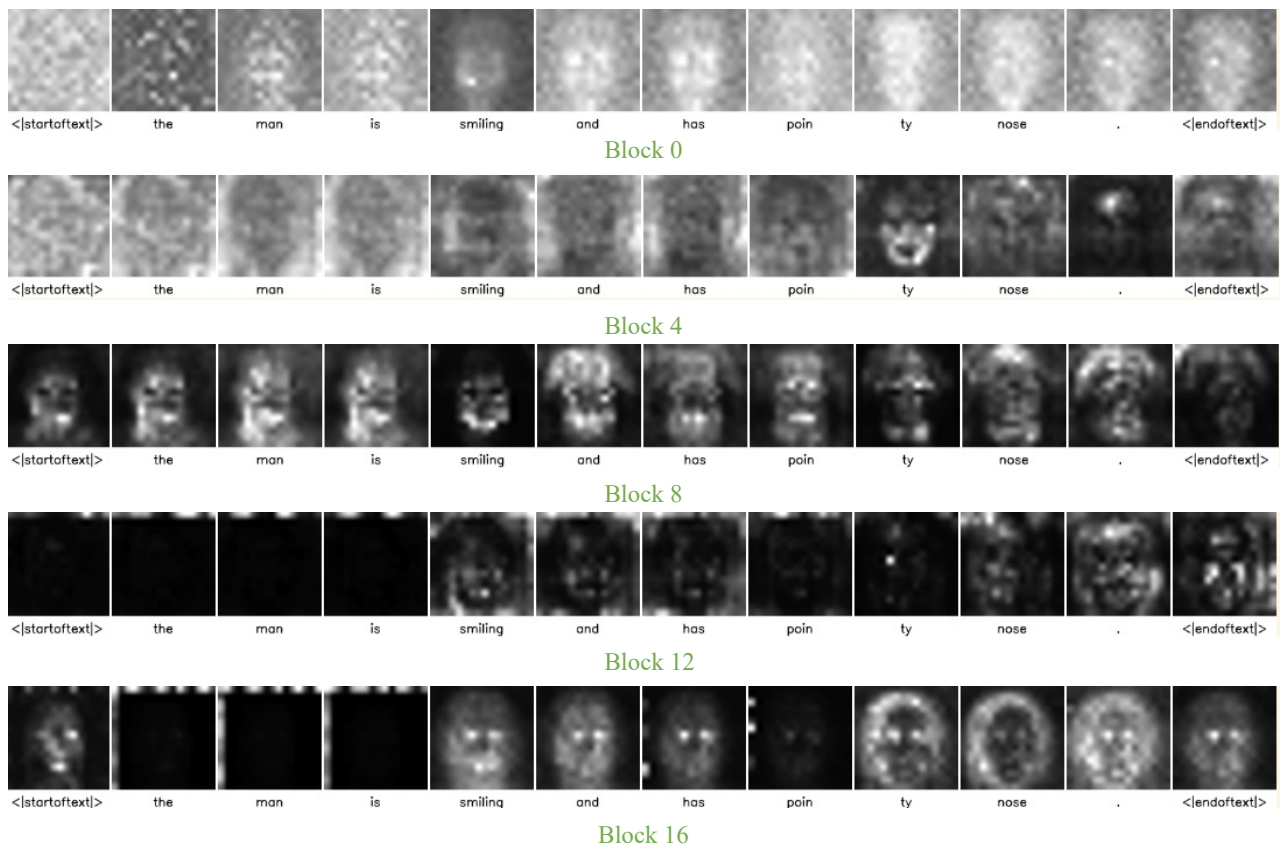 <|startoftext|> the man is smiling and has poin ty nose . <|endoftext|>
Block 0
<|startoftext|> the man is smiling and has poin ty nose . <|endoftext|>
Block 4
<|startoftext|> the man is smiling and has poin ty nose . <|endoftext|>
Block 8
<|startoftext|> the man is smiling and has poin ty nose . <|endoftext|>
Block 12
<|startoftext|> the man is smiling and has poin ty nose . <|endoftext|>
Block 16